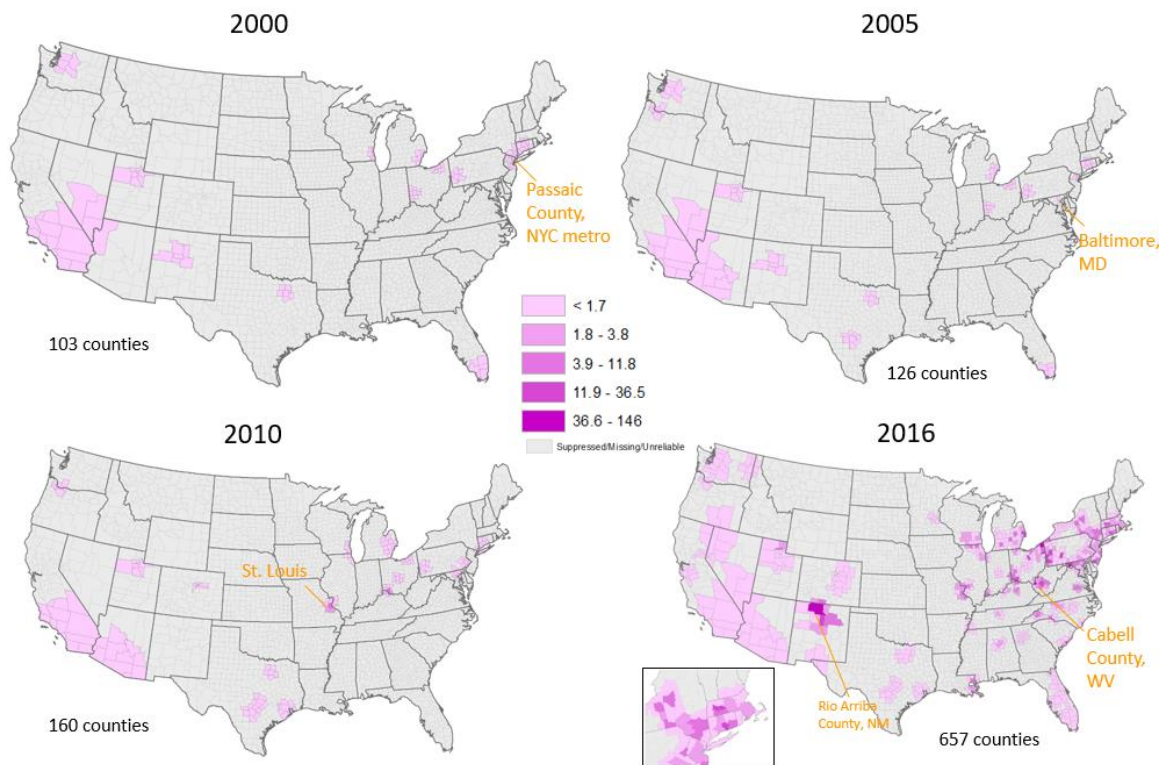 2000
2005
Passaic
County,
NYC metro
Baltimore,
MD
103 counties
126 counties
< 1.7
1.8 - 3.8
3.9 - 11.8
11.9 - 36.5
36.6 - 146
Suppressed/Missing/Unreliable
2010
2016
St. Louis
Cabell
County,
WV
Rio Arriba
County, NM
160 counties
657 counties